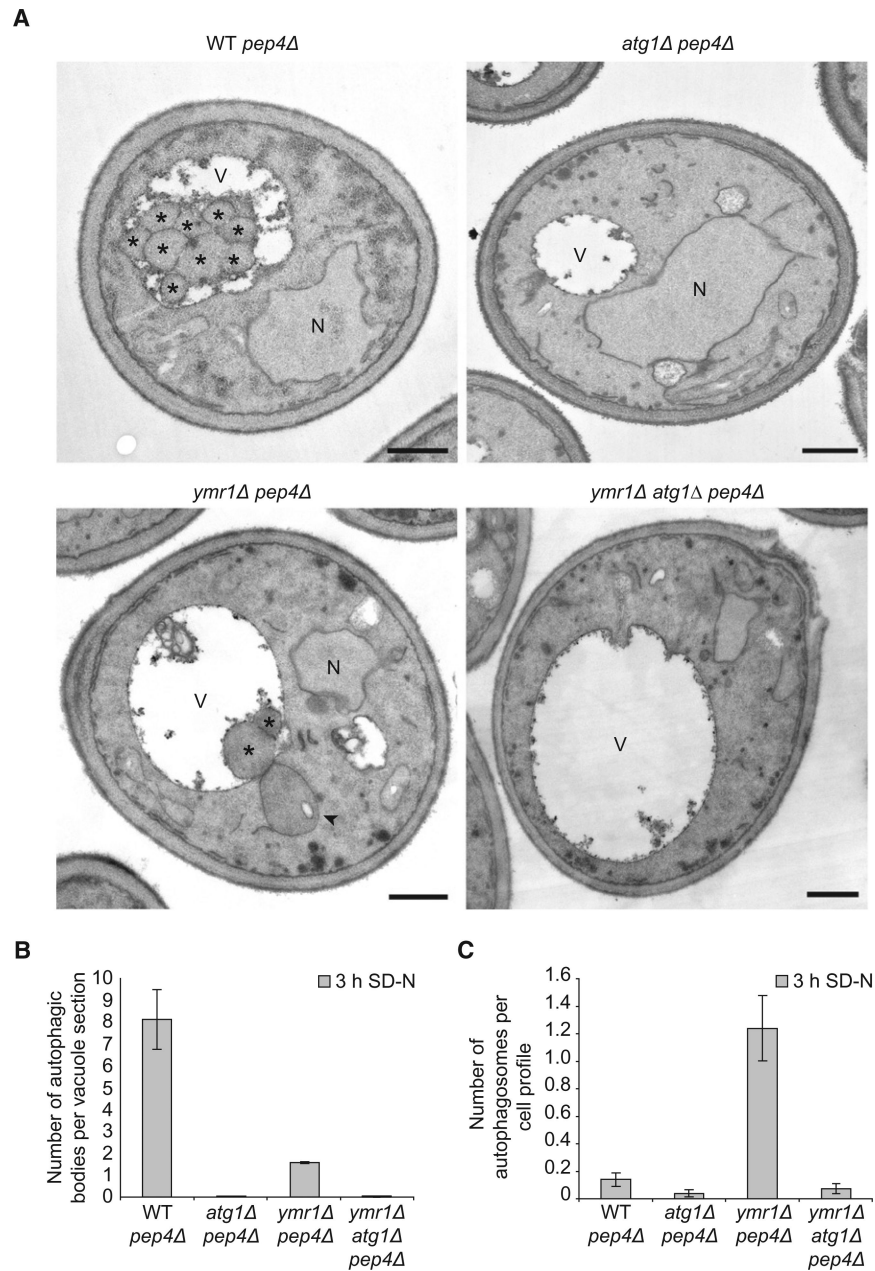 A
WT pep4Δ
atg1Δ pep4Δ
V
*
*
*
*
*
*
*
*
*
N
V
N
ymr1Δ pep4Δ
ymr1Δ atg1Δ pep4Δ
V
N
*
*
V
B
Number of autophagic
bodies per vacuole section
10
9
8
7
6
5
4
3
2
1
0
3 h SD-N
WT
pep4Δ
atg1Δ
pep4Δ
ymr1Δ
pep4Δ
ymr1Δ
atg1Δ
pep4Δ
C
Number of
autophagosomes per
cell profile
1.6
1.4
1.2
1.0
0.8
0.6
0.4
0.2
0
3 h SD-N
WT
pep4Δ
atg1Δ
pep4Δ
ymr1Δ
pep4Δ
ymr1Δ
atg1Δ
pep4Δ